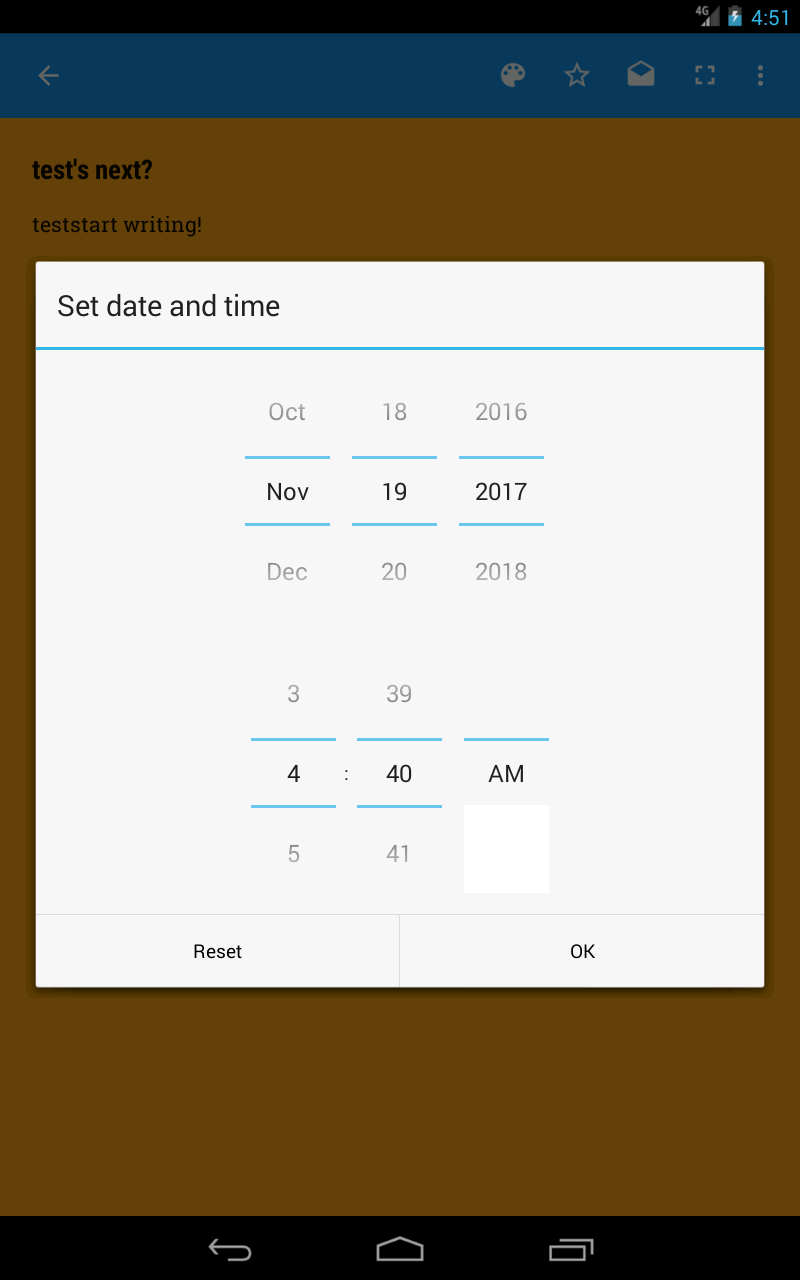 4G 4:51
test's next?
teststart writing!
Set date and time
Oct 18 2016
Nov 19 2017
Dec 20 2018
3 39
4 : 40 AM
5 41
Reset OK